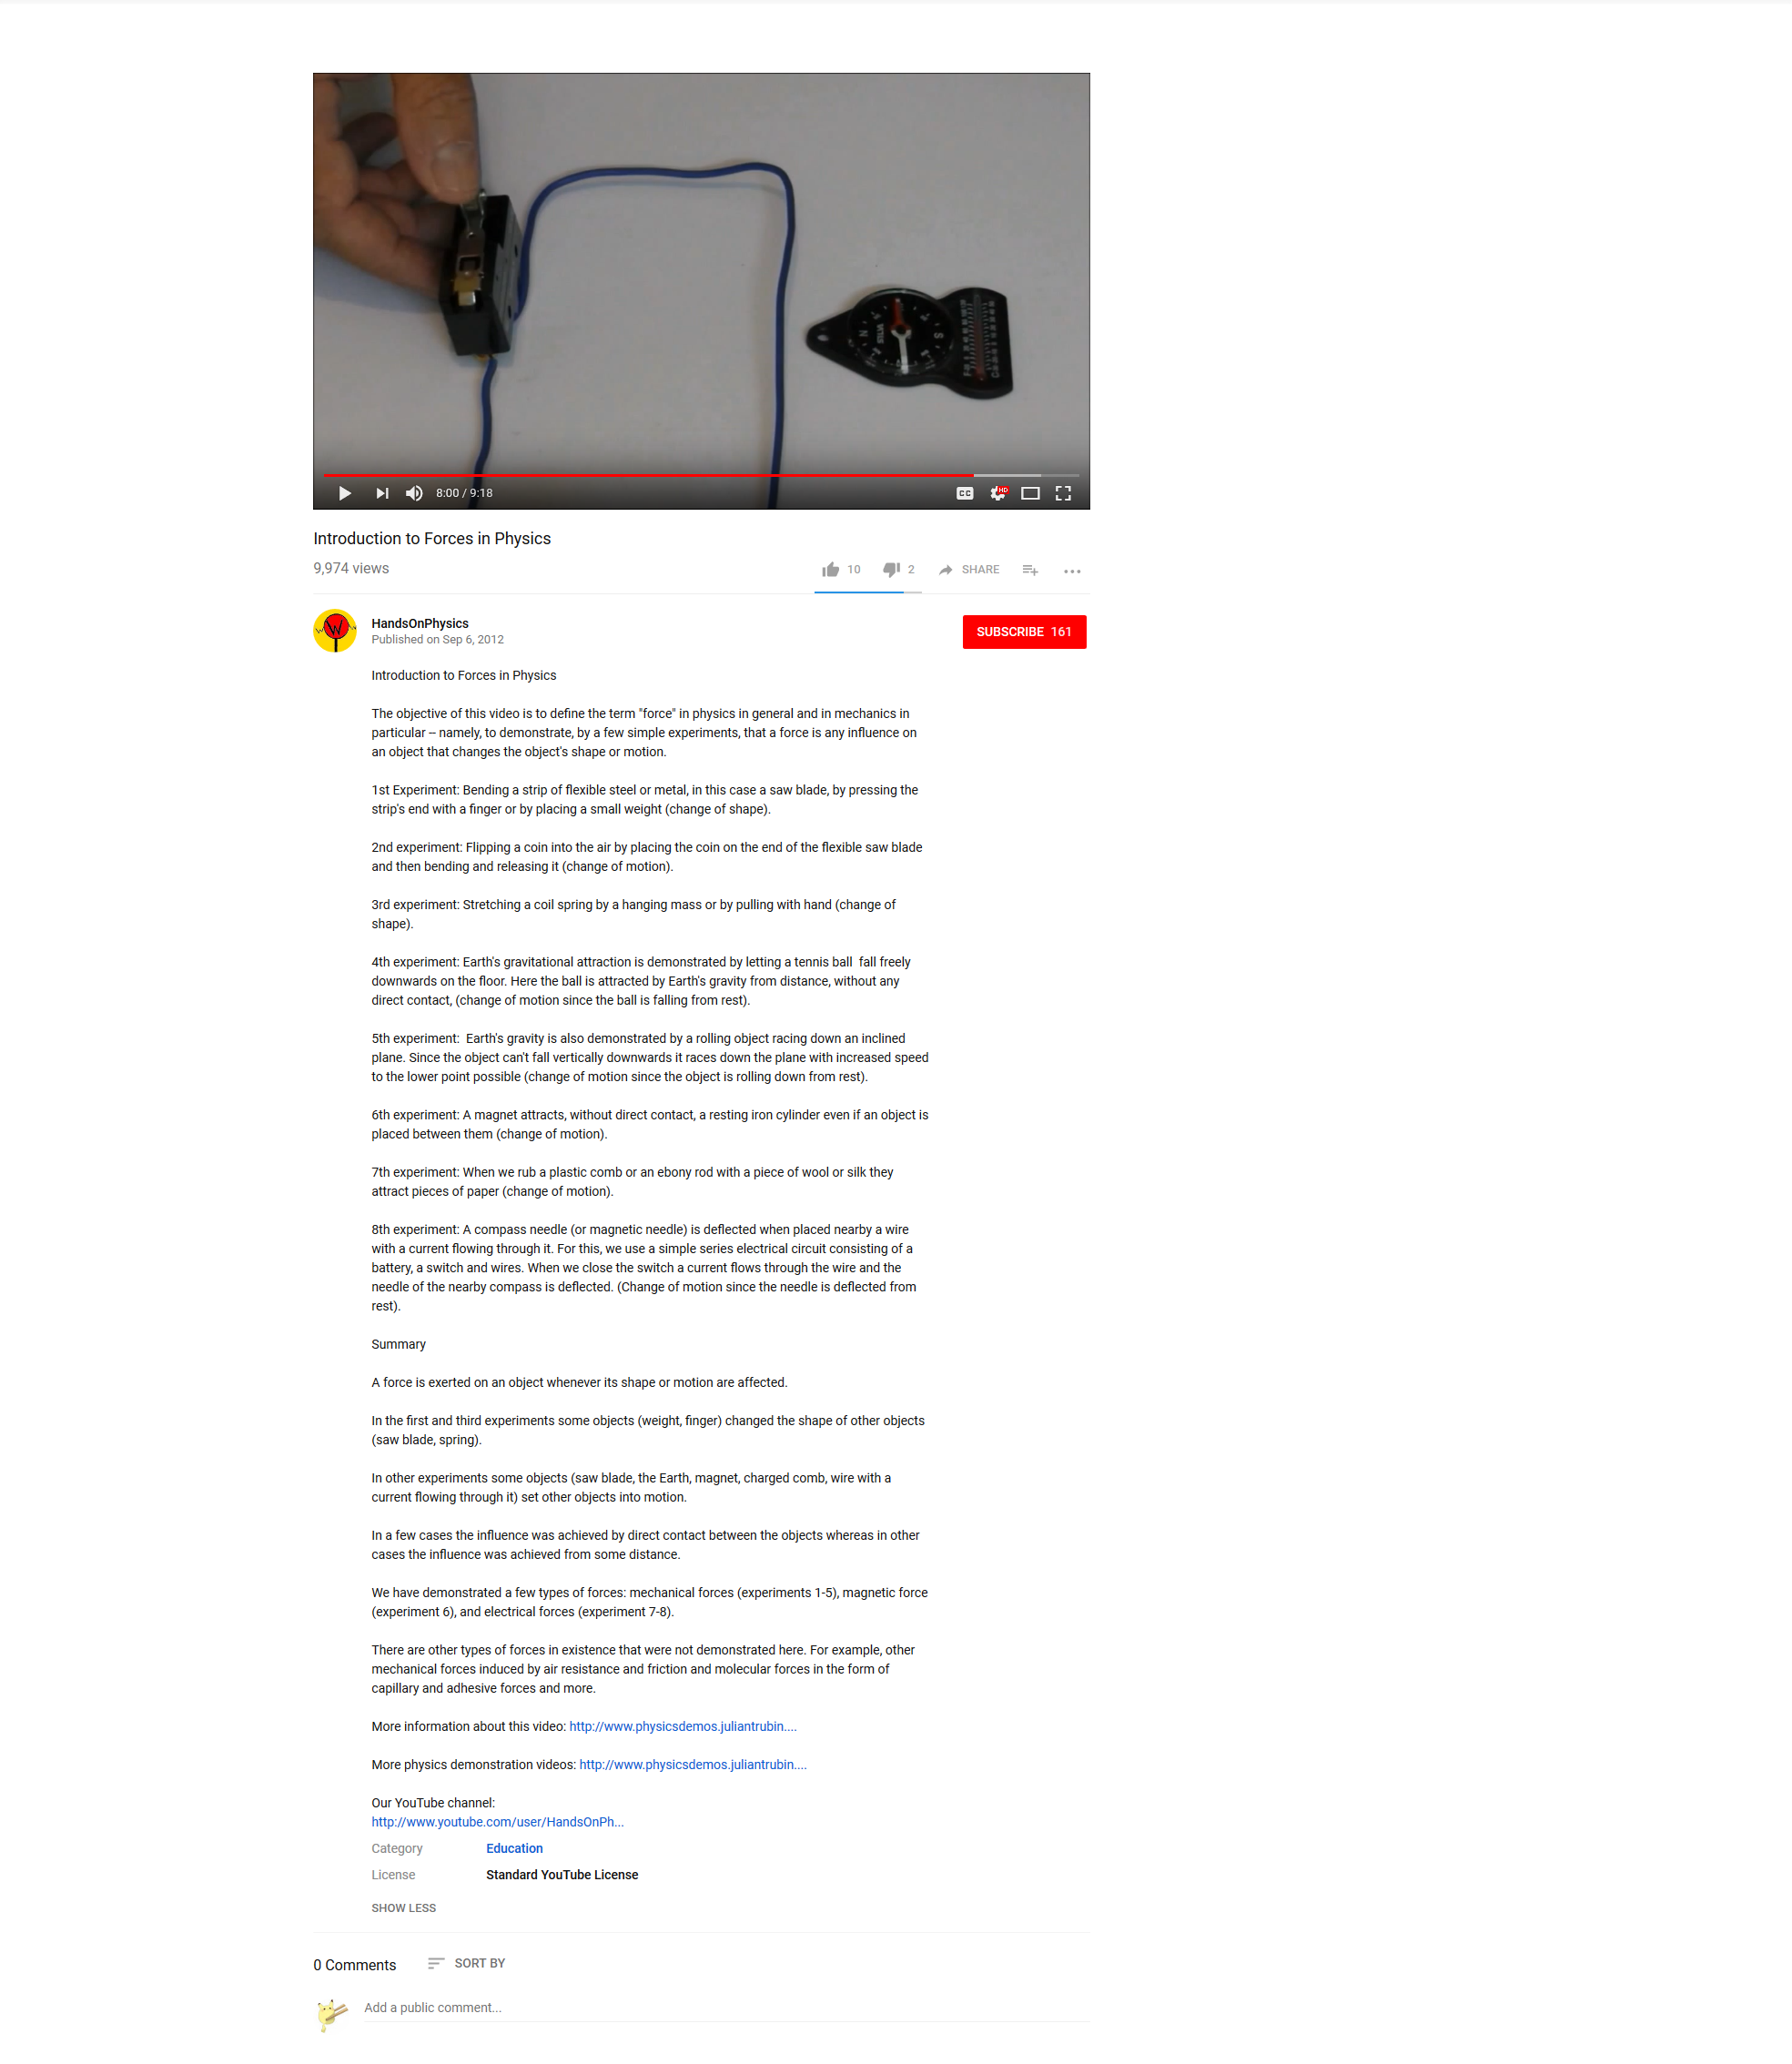 N
S
SILVA
8:00 / 9:18
CC
HD
Introduction to Forces in Physics
9,974 views
10
2
SHARE
W
HandsOnPhysics
Published on Sep 6, 2012
SUBSCRIBE 161
Introduction to Forces in Physics
The objective of this video is to define the term "force" in physics in general and in mechanics in
particular -- namely, to demonstrate, by a few simple experiments, that a force is any influence on
an object that changes the object's shape or motion.
1st Experiment: Bending a strip of flexible steel or metal, in this case a saw blade, by pressing the
strip's end with a finger or by placing a small weight (change of shape).
2nd experiment: Flipping a coin into the air by placing the coin on the end of the flexible saw blade
and then bending and releasing it (change of motion).
3rd experiment: Stretching a coil spring by a hanging mass or by pulling with hand (change of
shape).
4th experiment: Earth's gravitational attraction is demonstrated by letting a tennis ball  fall freely
downwards on the floor. Here the ball is attracted by Earth's gravity from distance, without any
direct contact, (change of motion since the ball is falling from rest).
5th experiment:  Earth's gravity is also demonstrated by a rolling object racing down an inclined
plane. Since the object can't fall vertically downwards it races down the plane with increased speed
to the lower point possible (change of motion since the object is rolling down from rest).
6th experiment: A magnet attracts, without direct contact, a resting iron cylinder even if an object is
placed between them (change of motion).
7th experiment: When we rub a plastic comb or an ebony rod with a piece of wool or silk they
attract pieces of paper (change of motion).
8th experiment: A compass needle (or magnetic needle) is deflected when placed nearby a wire
with a current flowing through it. For this, we use a simple series electrical circuit consisting of a
battery, a switch and wires. When we close the switch a current flows through the wire and the
needle of the nearby compass is deflected. (Change of motion since the needle is deflected from
rest).
Summary
A force is exerted on an object whenever its shape or motion are affected.
In the first and third experiments some objects (weight, finger) changed the shape of other objects
(saw blade, spring).
In other experiments some objects (saw blade, the Earth, magnet, charged comb, wire with a
current flowing through it) set other objects into motion.
In a few cases the influence was achieved by direct contact between the objects whereas in other
cases the influence was achieved from some distance.
We have demonstrated a few types of forces: mechanical forces (experiments 1-5), magnetic force
(experiment 6), and electrical forces (experiment 7-8).
There are other types of forces in existence that were not demonstrated here. For example, other
mechanical forces induced by air resistance and friction and molecular forces in the form of
capillary and adhesive forces and more.
More information about this video: http://www.physicsdemos.juliantrubin....
More physics demonstration videos: http://www.physicsdemos.juliantrubin....
Our YouTube channel:
http://www.youtube.com/user/HandsOnPh...
Category Education
License Standard YouTube License
SHOW LESS
0 Comments SORT BY
Add a public comment...